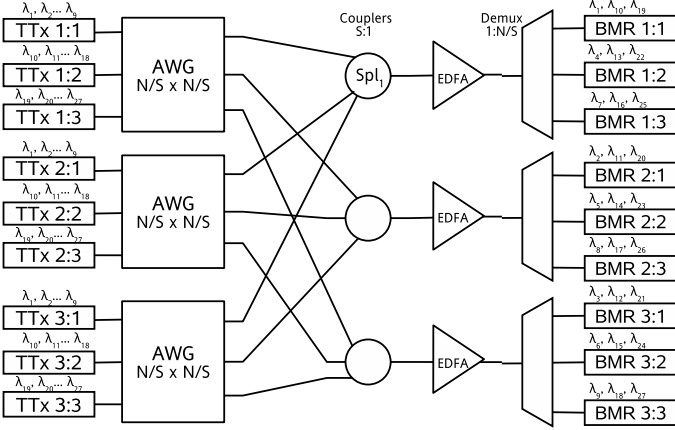 λ1, λ2... λ9
TTx 1:1
λ10, λ11... λ18
TTx 1:2
λ19, λ20... λ27
TTx 1:3
AWG
N/S x N/S
λ1, λ2... λ9
TTx 2:1
λ10, λ11... λ18
TTx 2:2
λ19, λ20... λ27
TTx 2:3
AWG
N/S x N/S
λ1, λ2... λ9
TTx 3:1
λ10, λ11... λ18
TTx 3:2
λ19, λ20... λ27
TTx 3:3
AWG
N/S x N/S
Couplers
S:1
Spl1
EDFA
EDFA
EDFA
Demux
1:N/S
λ1, λ10, λ19
BMR 1:1
λ4, λ13, λ22
BMR 1:2
λ7, λ16, λ25
BMR 1:3
λ2, λ11, λ20
BMR 2:1
λ5, λ14, λ23
BMR 2:2
λ8, λ17, λ26
BMR 2:3
λ3, λ12, λ21
BMR 3:1
λ6, λ15, λ24
BMR 3:2
λ9, λ18, λ27
BMR 3:3